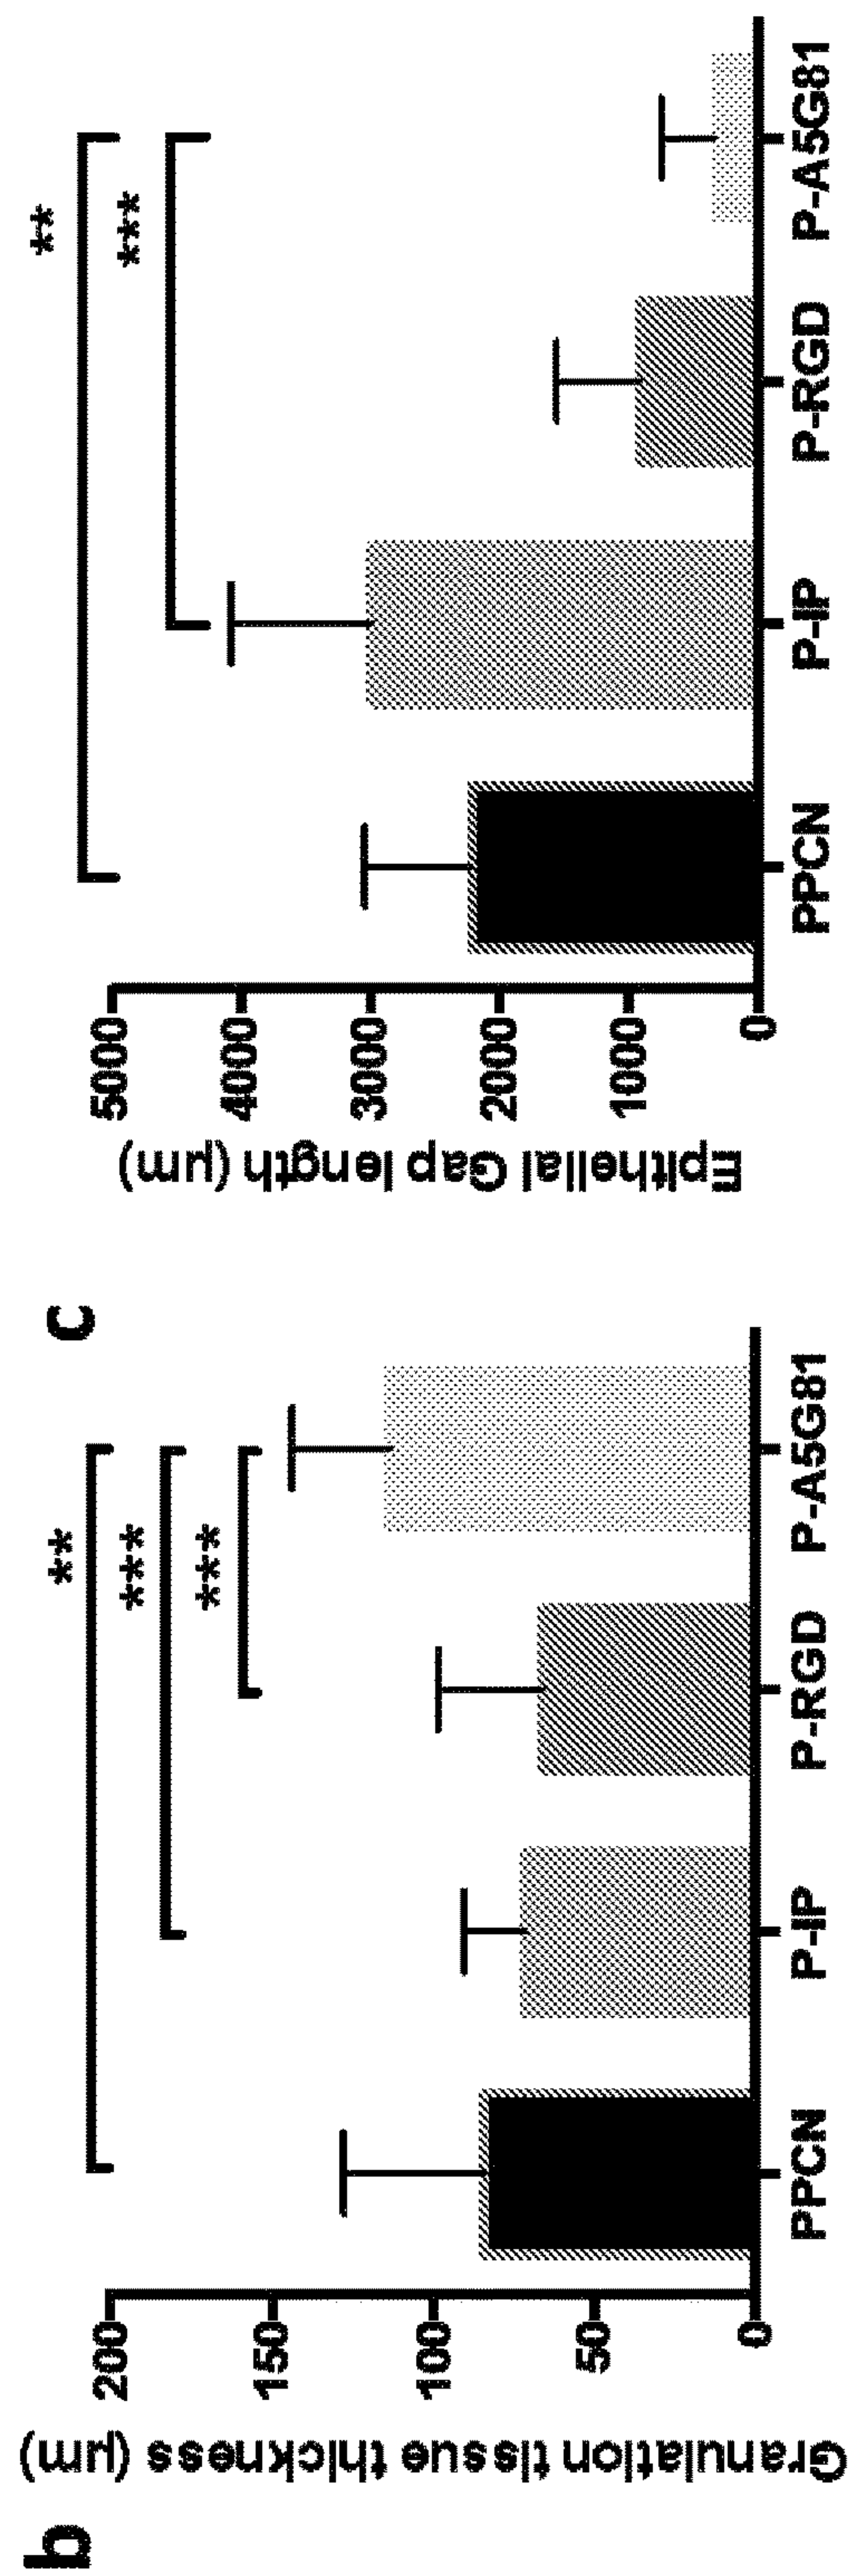 b
Granulation tissue thickness (µm)
200
150
100
50
0
**
***
***
PPCN
P-IP
P-RGD
P-A5G81
c
Epithelial Gap length (µm)
5000
4000
3000
2000
1000
0
**
***
PPCN
P-IP
P-RGD
P-A5G81